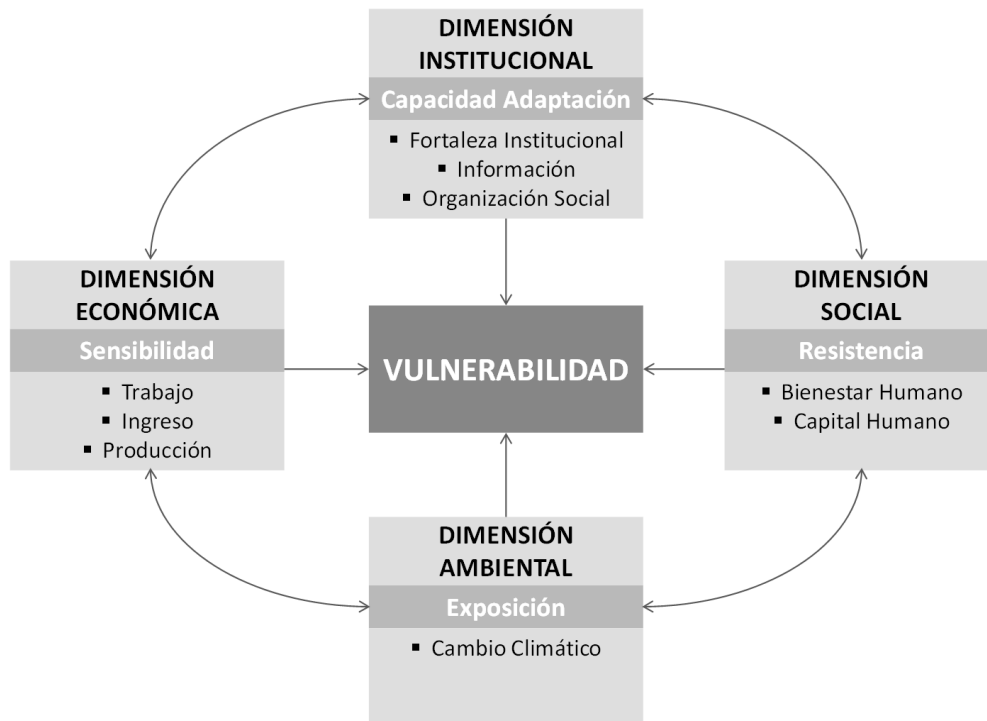 DIMENSIÓN
INSTITUCIONAL
Capacidad Adaptación
▪ Fortaleza Institucional
▪ Información
▪ Organización Social
DIMENSIÓN
ECONÓMICA
Sensibilidad
▪ Trabajo
▪ Ingreso
▪ Producción
VULNERABILIDAD
DIMENSIÓN
SOCIAL
Resistencia
▪ Bienestar Humano
▪ Capital Humano
DIMENSIÓN
AMBIENTAL
Exposición
▪ Cambio Climático